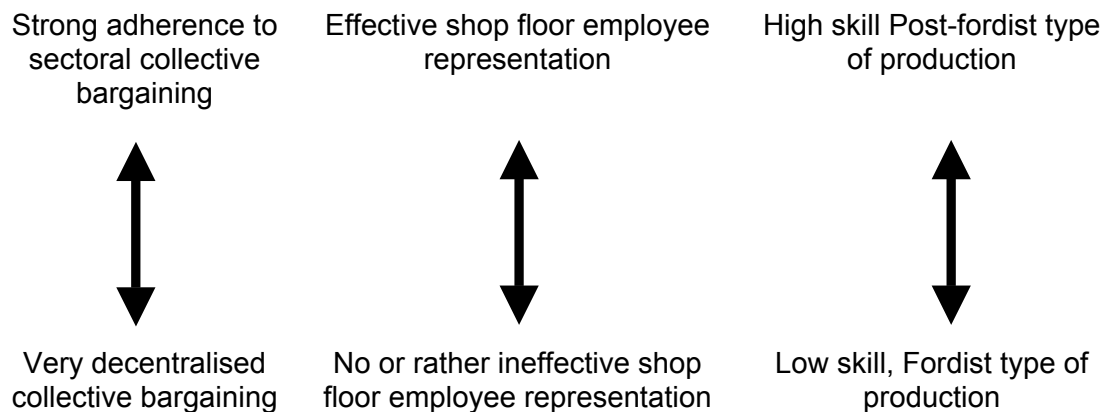 Strong adherence to
sectoral collective
bargaining
Effective shop floor employee
representation
High skill Post-fordist type
of production
Very decentralised
collective bargaining
No or rather ineffective shop
floor employee representation
Low skill, Fordist type of
production